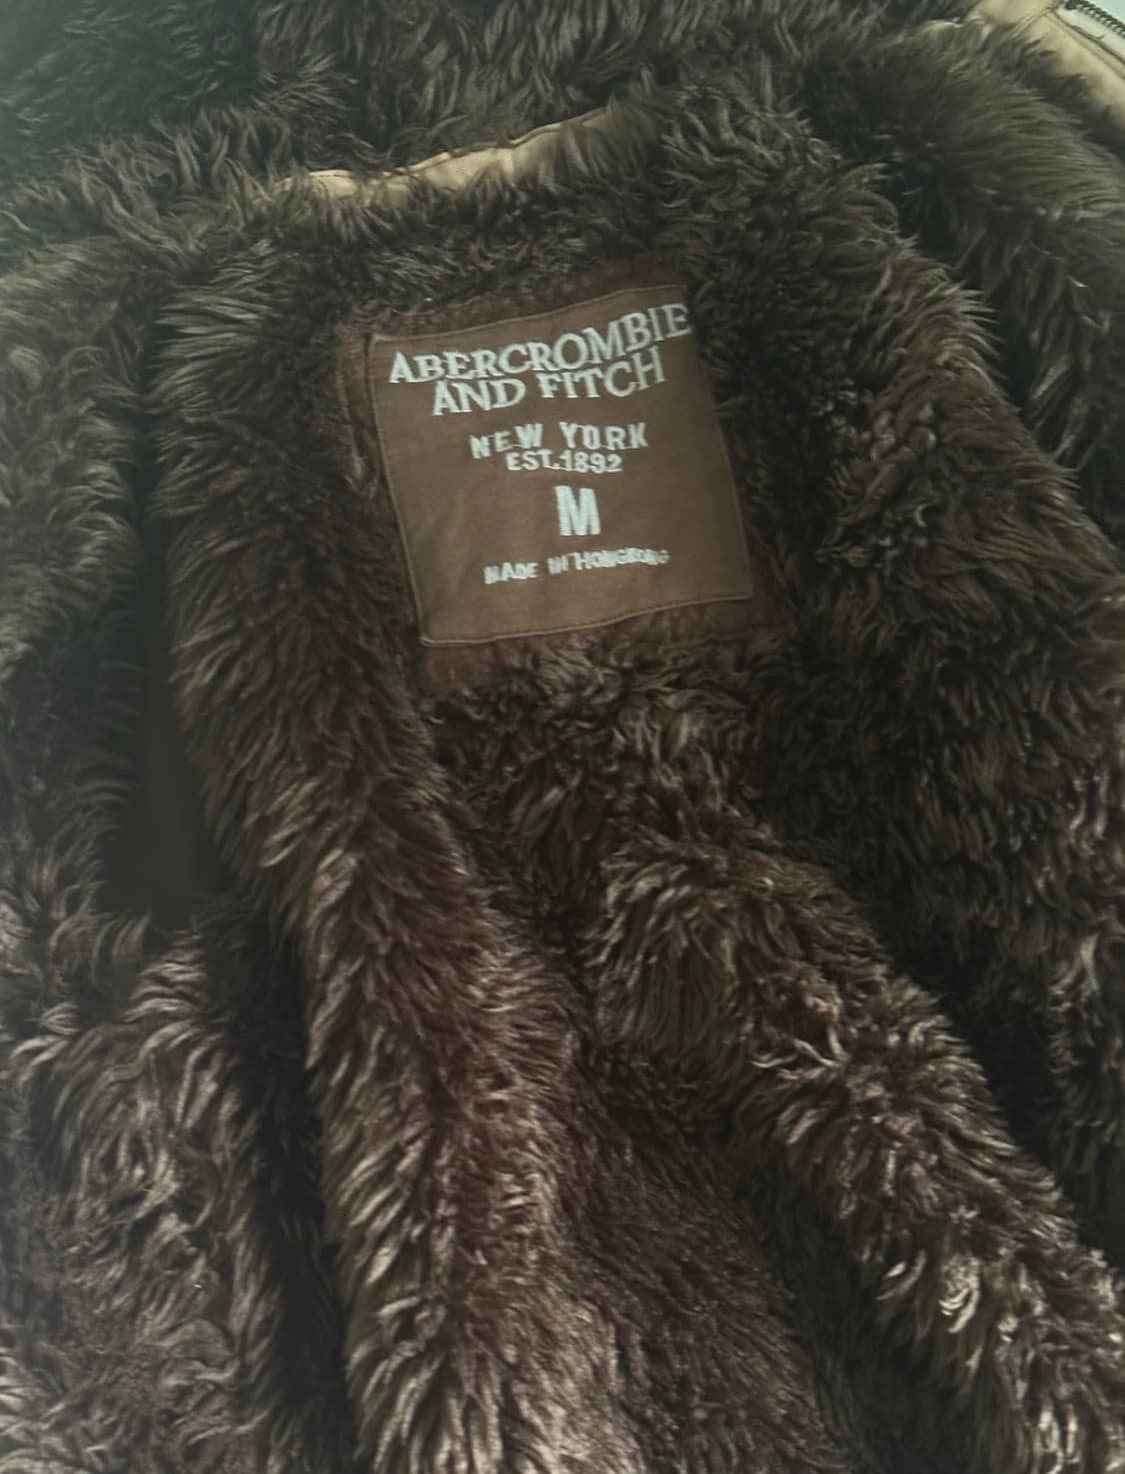 ABERCROMBIE
AND FITCH
NEW YORK
EST.1892
M
MADE IN HONGKONG